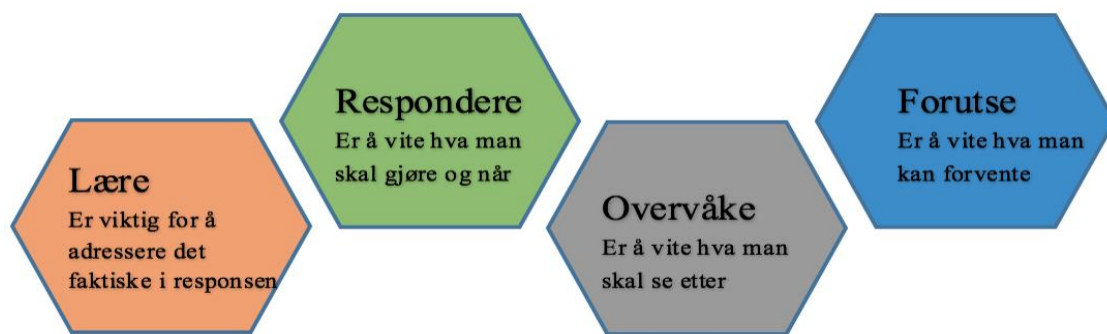 Lære
Er viktig for å
adressere det
faktiske i responsen
Respondere
Er å vite hva man
skal gjøre og når
Overvåke
Er å vite hva man
skal se etter
Forutse
Er å vite hva man
kan forvente